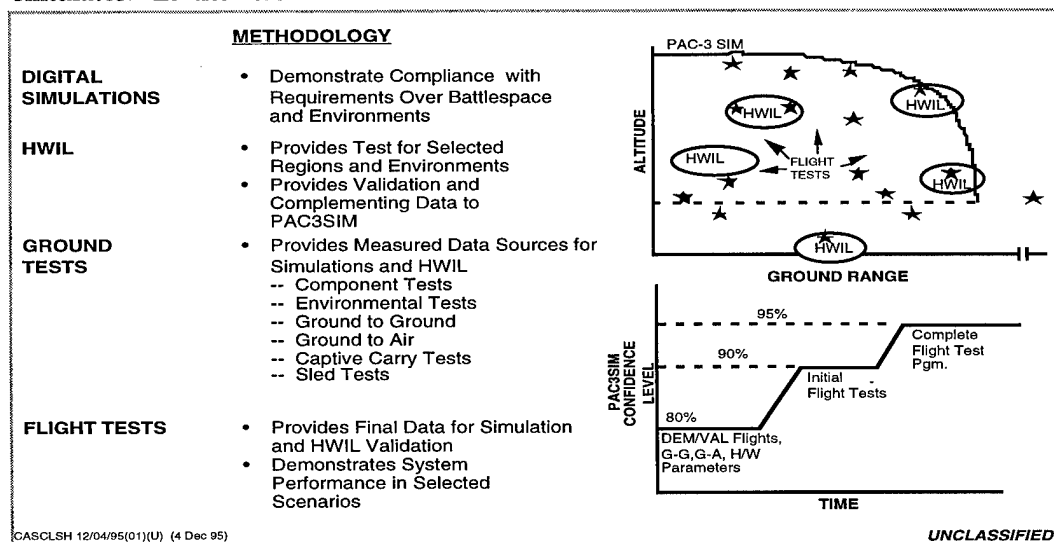 METHODOLOGY
DIGITAL
SIMULATIONS
• Demonstrate Compliance with
Requirements Over Battlespace
and Environments
HWIL
• Provides Test for Selected
Regions and Environments
• Provides Validation and
Complementing Data to
PAC3SIM
GROUND
TESTS
• Provides Measured Data Sources for
Simulations and HWIL
-- Component Tests
-- Environmental Tests
-- Ground to Ground
-- Ground to Air
-- Captive Carry Tests
-- Sled Tests
FLIGHT TESTS
• Provides Final Data for Simulation
and HWIL Validation
• Demonstrates System
Performance in Selected
Scenarios
PAC-3 SIM
ALTITUDE
HWIL
HWIL
HWIL
FLIGHT
TESTS
HWIL
HWIL
GROUND RANGE
PAC3SIM
CONFIDENCE
LEVEL
95%
90%
80%
Complete
Flight Test
Pgm.
Initial
Flight Tests
DEM/VAL Flights,
G-G,G-A, H/W
Parameters
TIME
CASCLSH 12/04/95(01)(U) (4 Dec 95)
UNCLASSIFIED